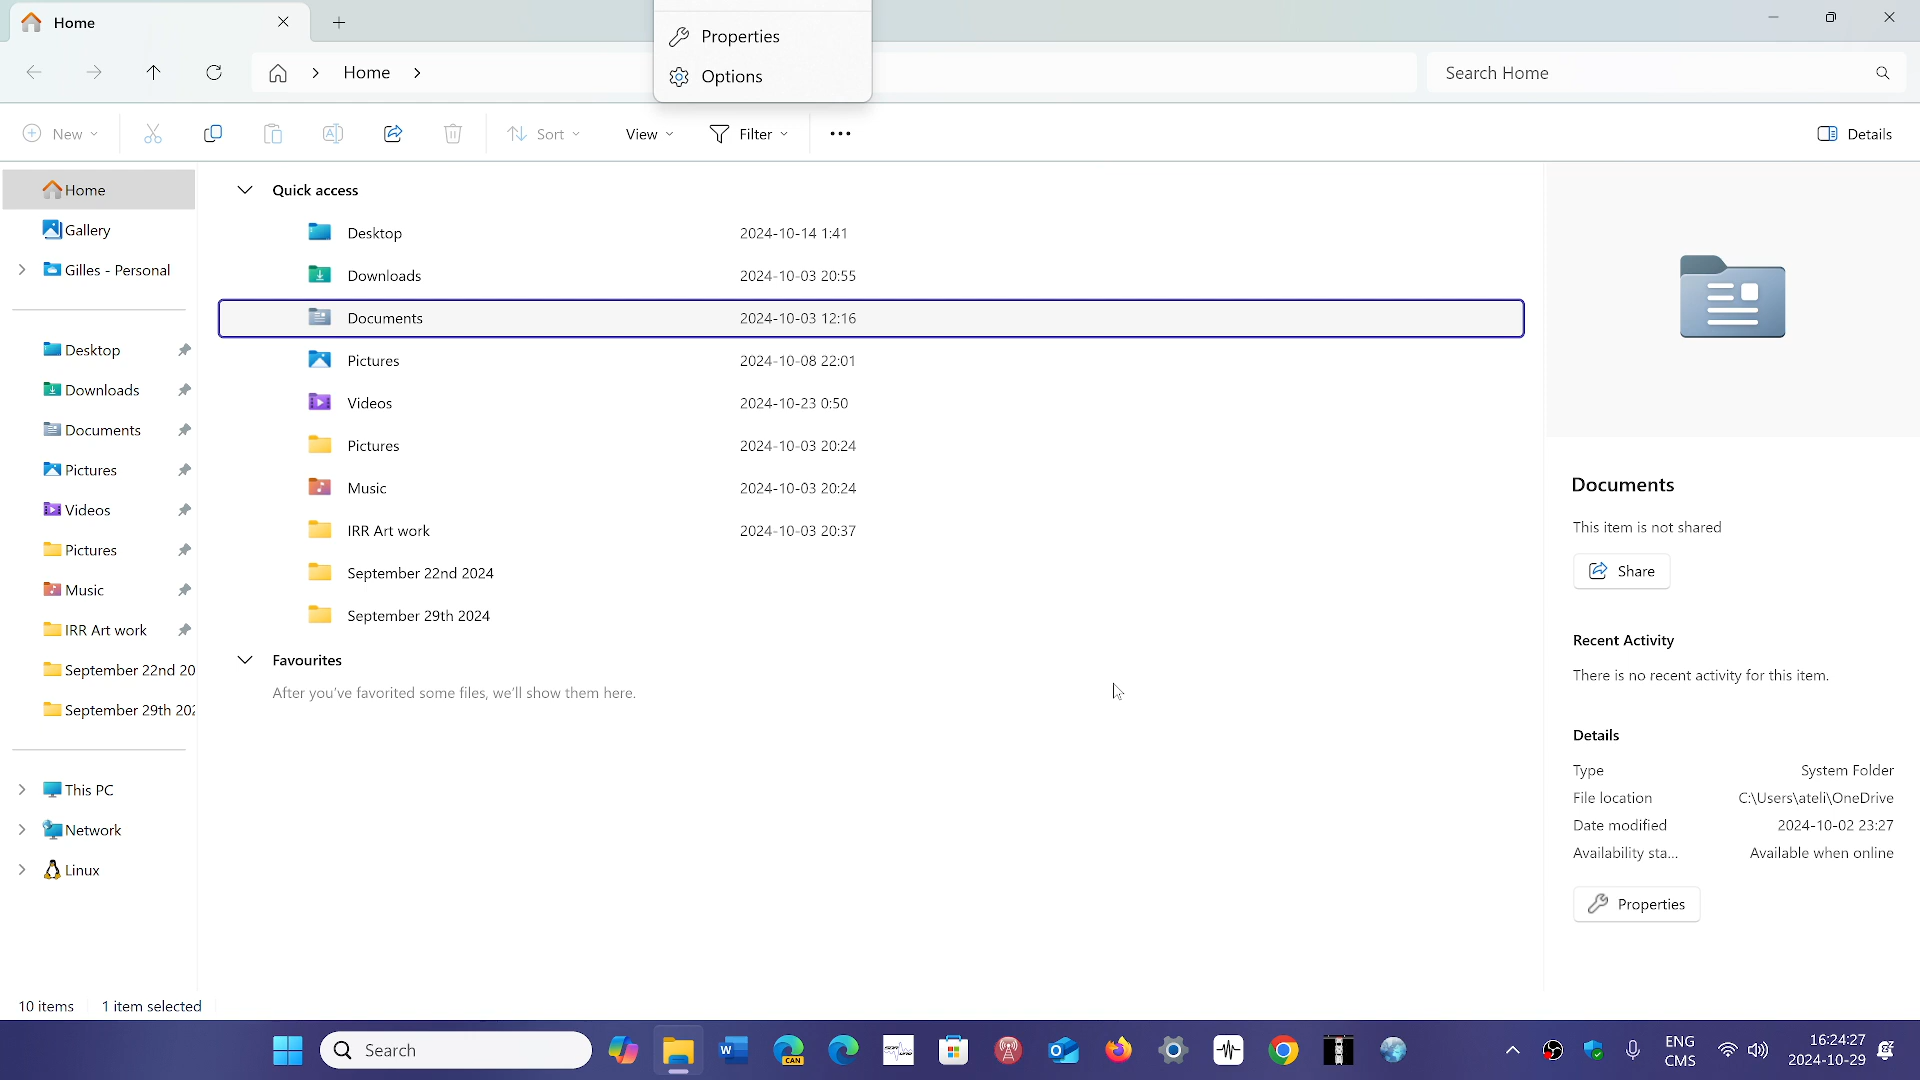 Home
Properties
Options
Home
Search Home
New
Sort
View
Filter
Details
Home
Gallery
Gilles - Personal
Desktop
Downloads
Documents
Pictures
Videos
Pictures
Music
IRR Art work
September 22nd 20
September 29th 202
This PC
Network
Linux
Quick access
Desktop 2024-10-14 1:41
Downloads 2024-10-03 20:55
Documents 2024-10-03 12:16
Pictures 2024-10-08 22:01
Videos 2024-10-23 0:50
Pictures 2024-10-03 20:24
Music 2024-10-03 20:24
IRR Art work 2024-10-03 20:37
September 22nd 2024
September 29th 2024
Favourites
After you've favorited some files, we'll show them here.
Documents
This item is not shared
Share
Recent Activity
There is no recent activity for this item.
Details
Type System Folder
File location C:\Users\ateli\OneDrive
Date modified 2024-10-02 23:27
Availability sta... Available when online
Properties
10 items 1 item selected
Search
W
CAN
ENG
CMS
16:24:27
2024-10-29